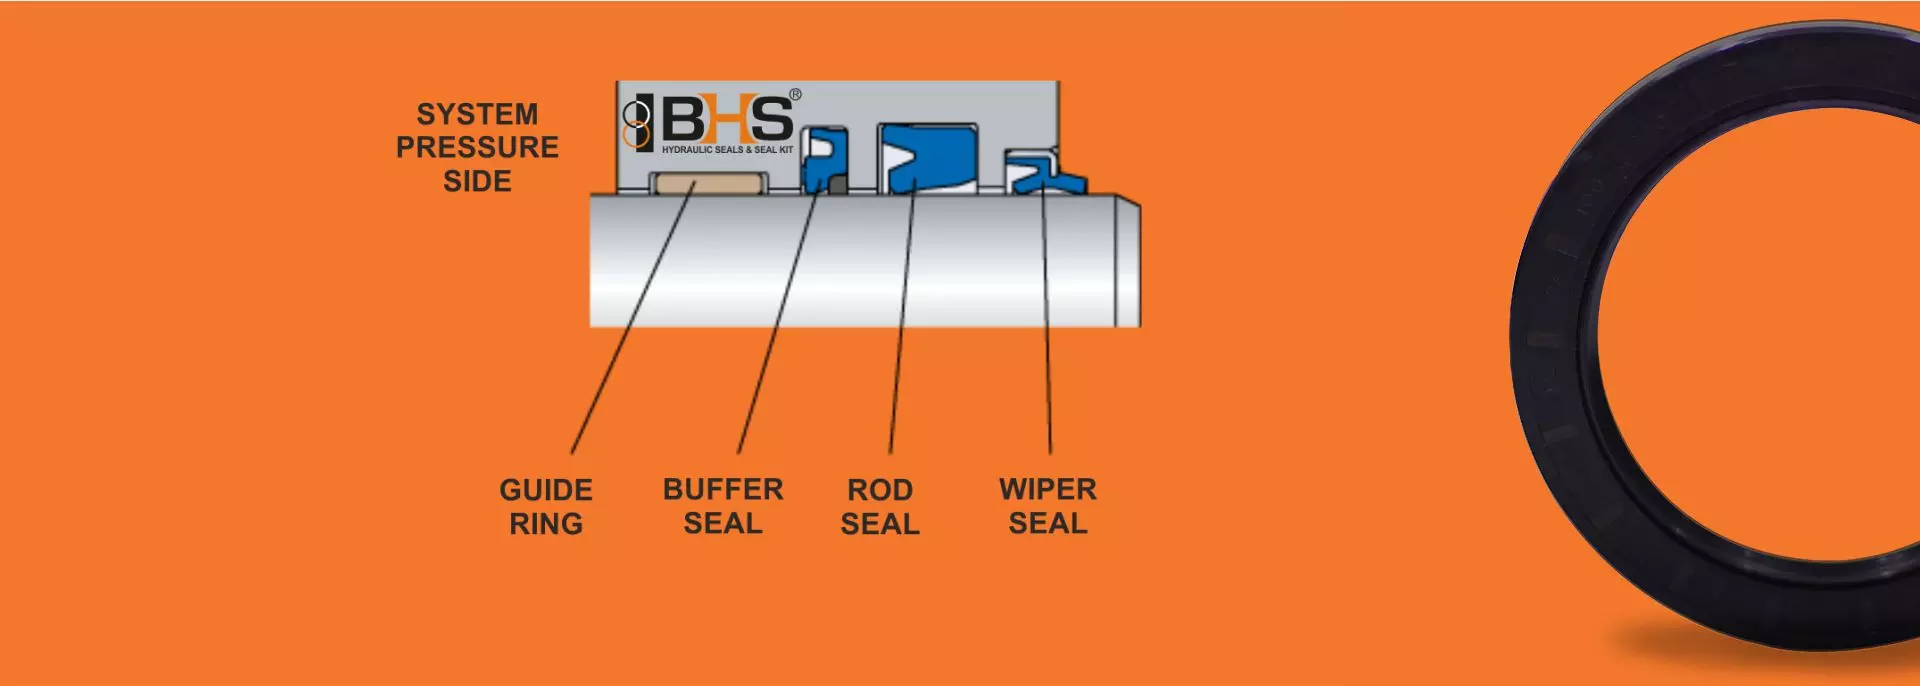 SYSTEM
PRESSURE
SIDE
BHS®
HYDRAULIC SEALS & SEAL KIT
GUIDE
RING
BUFFER
SEAL
ROD
SEAL
WIPER
SEAL